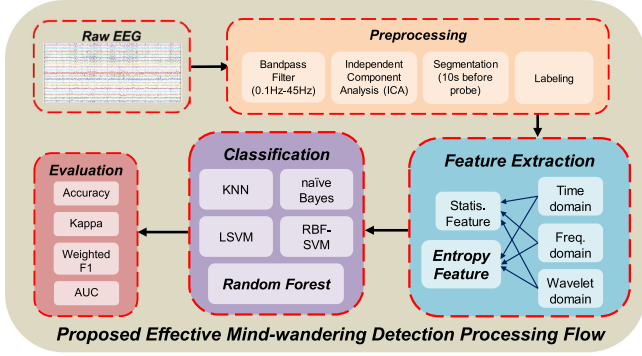 Raw EEG
Preprocessing
Bandpass
Filter
(0.1Hz-45Hz)
Independent
Component
Analysis (ICA)
Segmentation
(10s before
probe)
Labeling
Evaluation
Accuracy
Kappa
Weighted
F1
AUC
Classification
KNN
naïve
Bayes
LSVM
RBF-
SVM
Random Forest
Feature Extraction
Statis.
Feature
Entropy
Feature
Time
domain
Freq.
domain
Wavelet
domain
Proposed Effective Mind-wandering Detection Processing Flow